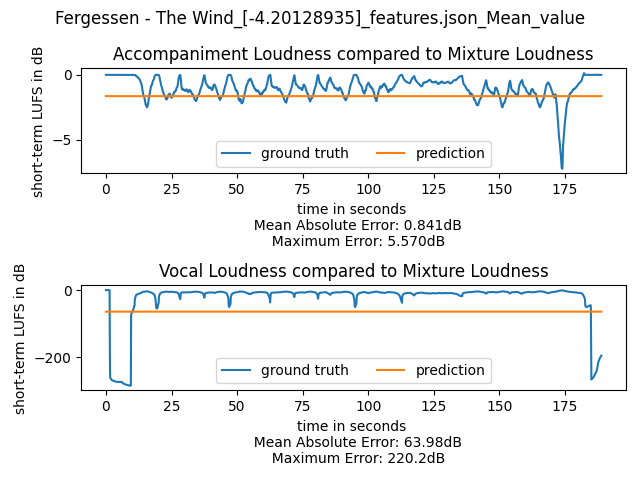 Fergessen - The Wind_[-4.20128935]_features.json_Mean_value
Accompaniment Loudness compared to Mixture Loudness
short-term LUFS in dB
0
−5
ground truth
prediction
0 25 50 75 100 125 150 175
time in seconds
Mean Absolute Error: 0.841dB
Maximum Error: 5.570dB
Vocal Loudness compared to Mixture Loudness
short-term LUFS in dB
0
−200
ground truth
prediction
0 25 50 75 100 125 150 175
time in seconds
Mean Absolute Error: 63.98dB
Maximum Error: 220.2dB